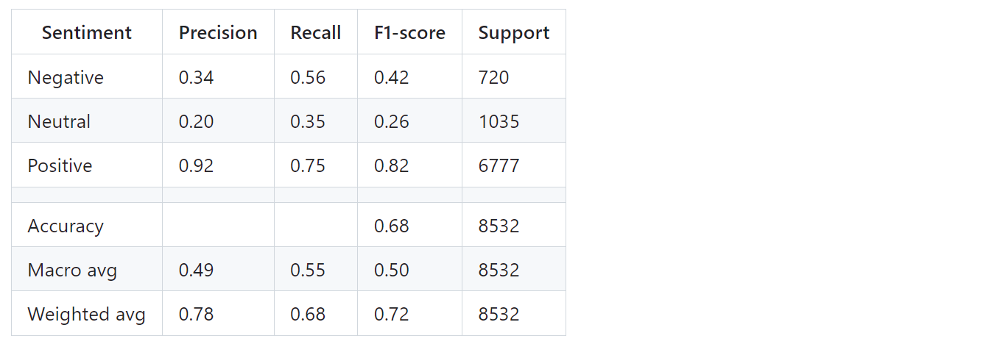 Sentiment Precision Recall F1-score Support
Negative 0.34 0.56 0.42 720
Neutral 0.20 0.35 0.26 1035
Positive 0.92 0.75 0.82 6777
Accuracy 0.68 8532
Macro avg 0.49 0.55 0.50 8532
Weighted avg 0.78 0.68 0.72 8532